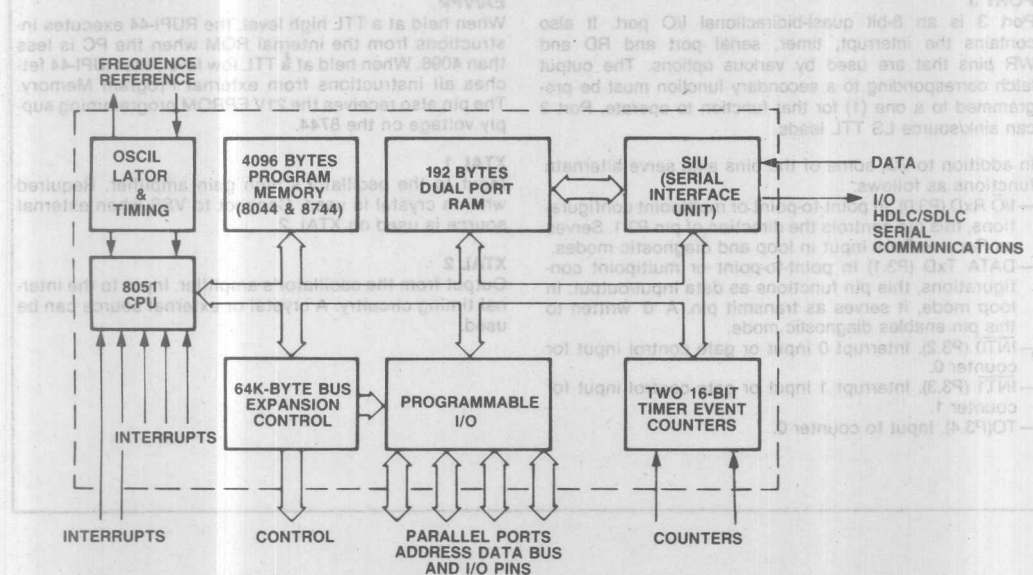 FREQUENCY
REFERENCE
OSCIL
LATOR
&
TIMING
4096 BYTES
PROGRAM
MEMORY
(8044 & 8744)
192 BYTES
DUAL PORT
RAM
SIU
(SERIAL
INTERFACE
UNIT)
DATA
I/O
HDLC/SDLC
SERIAL
COMMUNICATIONS
8051
CPU
64K-BYTE BUS
EXPANSION
CONTROL
PROGRAMMABLE
I/O
TWO 16-BIT
TIMER EVENT
COUNTERS
INTERRUPTS
INTERRUPTS
CONTROL
PARALLEL PORTS
ADDRESS DATA BUS
AND I/O PINS
COUNTERS